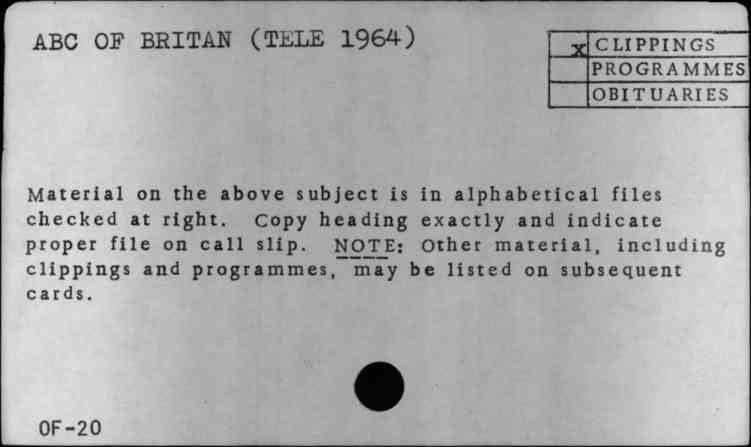 ABC OF BRITAN (TELE 1964)
x CLIPPINGS
PROGRAMMES
OBITUARIES
Material on the above subject is in alphabetical files
checked at right. Copy heading exactly and indicate
proper file on call slip. NOTE: Other material, including
clippings and programmes, may be listed on subsequent
cards.
OF-20